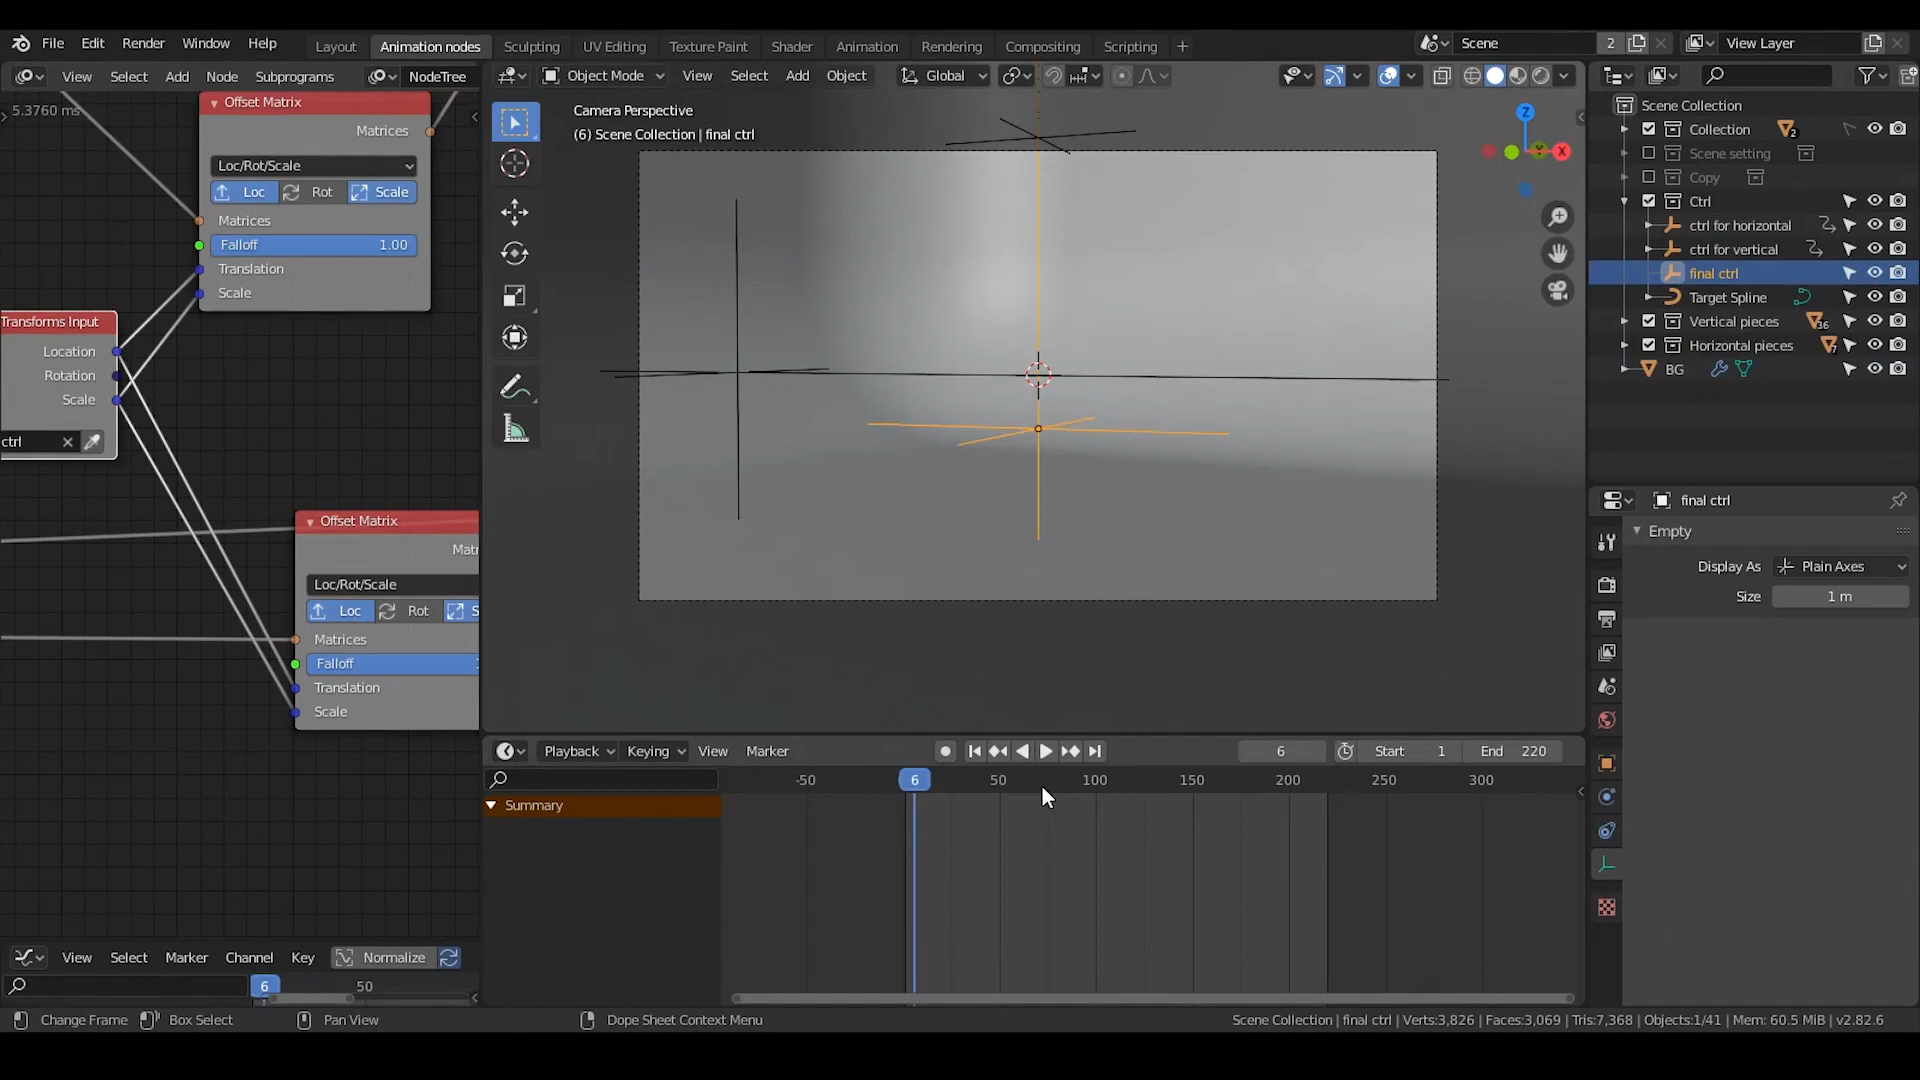 File Edit Render Window Help Layout Animation nodes Sculpting UV Editing Texture Paint Shader Animation Rendering Compositing Scripting + Scene 2 View Layer
View Select Add Node Subprograms NodeTree Object Mode View Select Add Object Global
5.3760 ms
Offset Matrix
Matrices
Loc/Rot/Scale
Loc Rot Scale
Matrices
Falloff 1.00
Translation
Scale
Transforms Input
Location
Rotation
Scale
ctrl
Offset Matrix
Matr
Loc/Rot/Scale
Loc Rot S
Matrices
Falloff
Translation
Scale
Camera Perspective
(6) Scene Collection | final ctrl
Z
Y
X
Scene Collection
Collection 2
Scene setting
Copy
Ctrl
ctrl for horizontal
ctrl for vertical
final ctrl
Target Spline
Vertical pieces 36
Horizontal pieces 7
BG
final ctrl
Empty
Display As Plain Axes
Size 1 m
Playback Keying View Marker 6 Start 1 End 220
-50 6 50 100 150 200 250 300
Summary
View Select Marker Channel Key Normalize
6 50
Change Frame Box Select Pan View Dope Sheet Context Menu Scene Collection | final ctrl | Verts:3,826 | Faces:3,069 | Tris:7,368 | Objects:1/41 | Mem: 60.5 MiB | v2.82.6